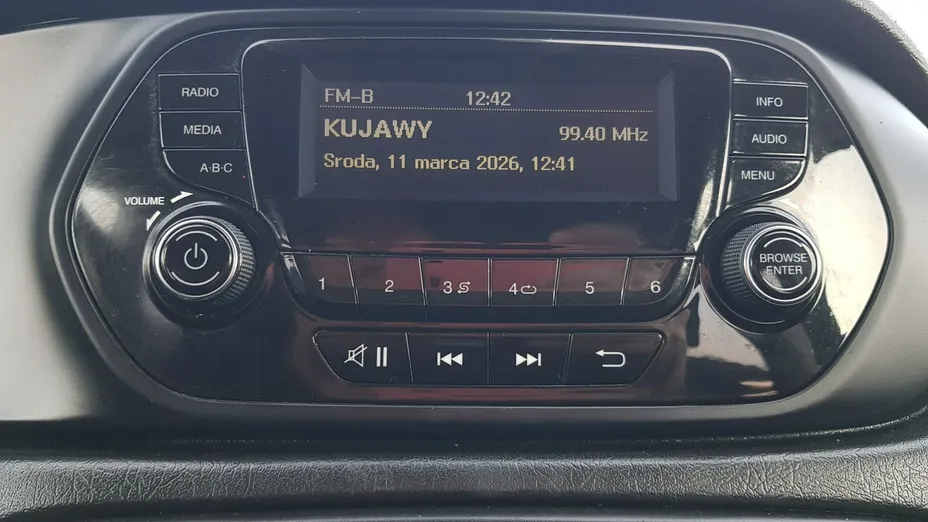 RADIO
MEDIA
A·B·C
VOLUME
FM-B 12:42
KUJAWY 99.40 MHz
Sroda, 11 marca 2026, 12:41
INFO
AUDIO
MENU
BROWSE
ENTER
1 2 3 4 5 6